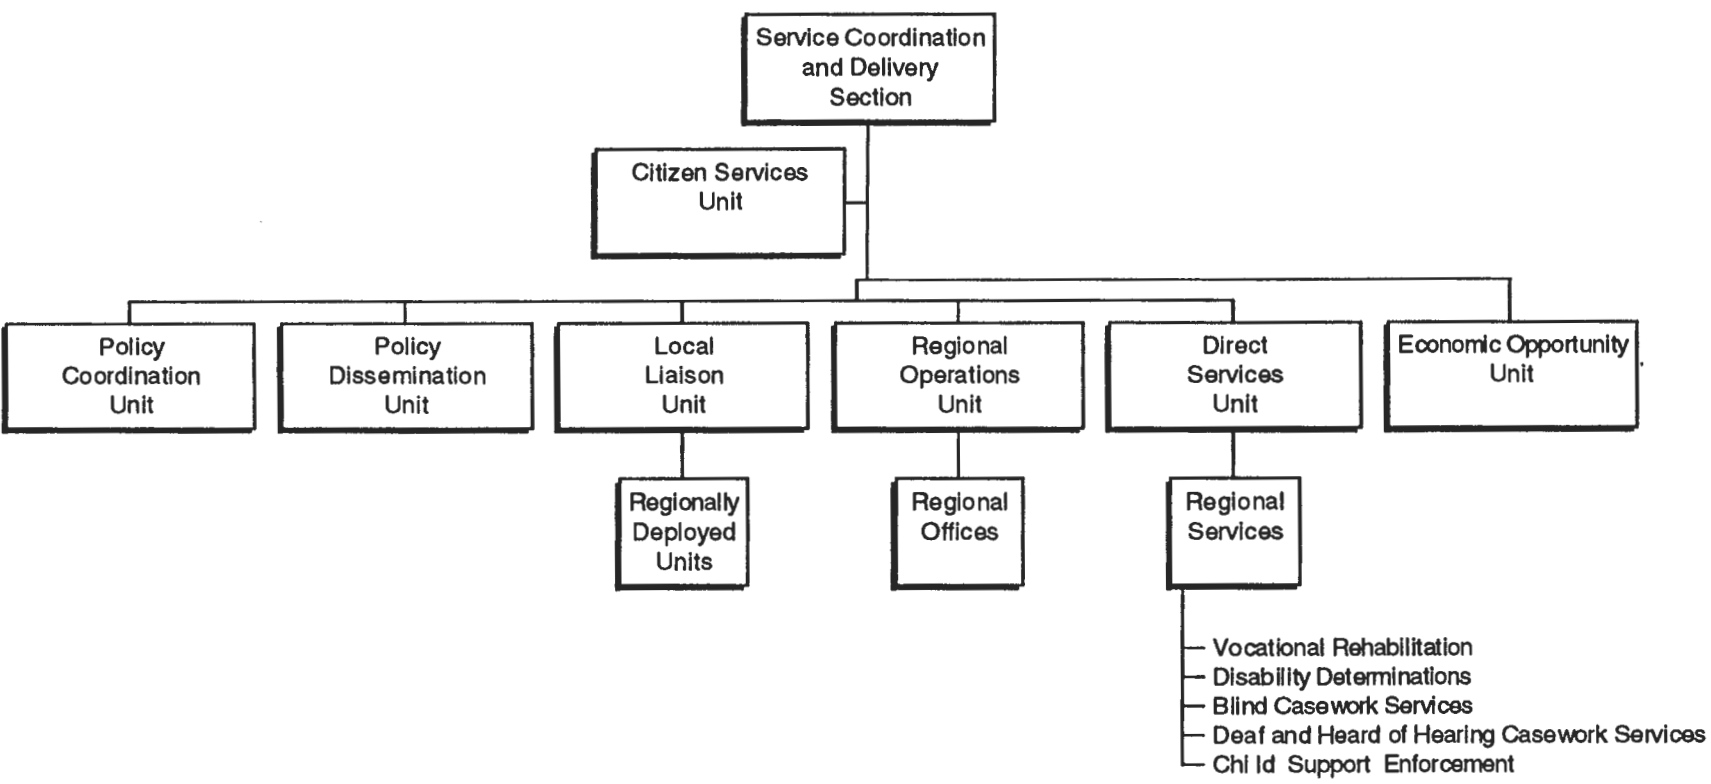 Service Coordination
and Delivery
Section
Citizen Services
Unit
Policy
Coordination
Unit
Policy
Dissemination
Unit
Local
Liaison
Unit
Regional
Operations
Unit
Direct
Services
Unit
Economic Opportunity
Unit
Regionally
Deployed
Units
Regional
Offices
Regional
Services
Vocational Rehabilitation
Disability Determinations
Blind Casework Services
Deaf and Heard of Hearing Casework Services
Child Support Enforcement